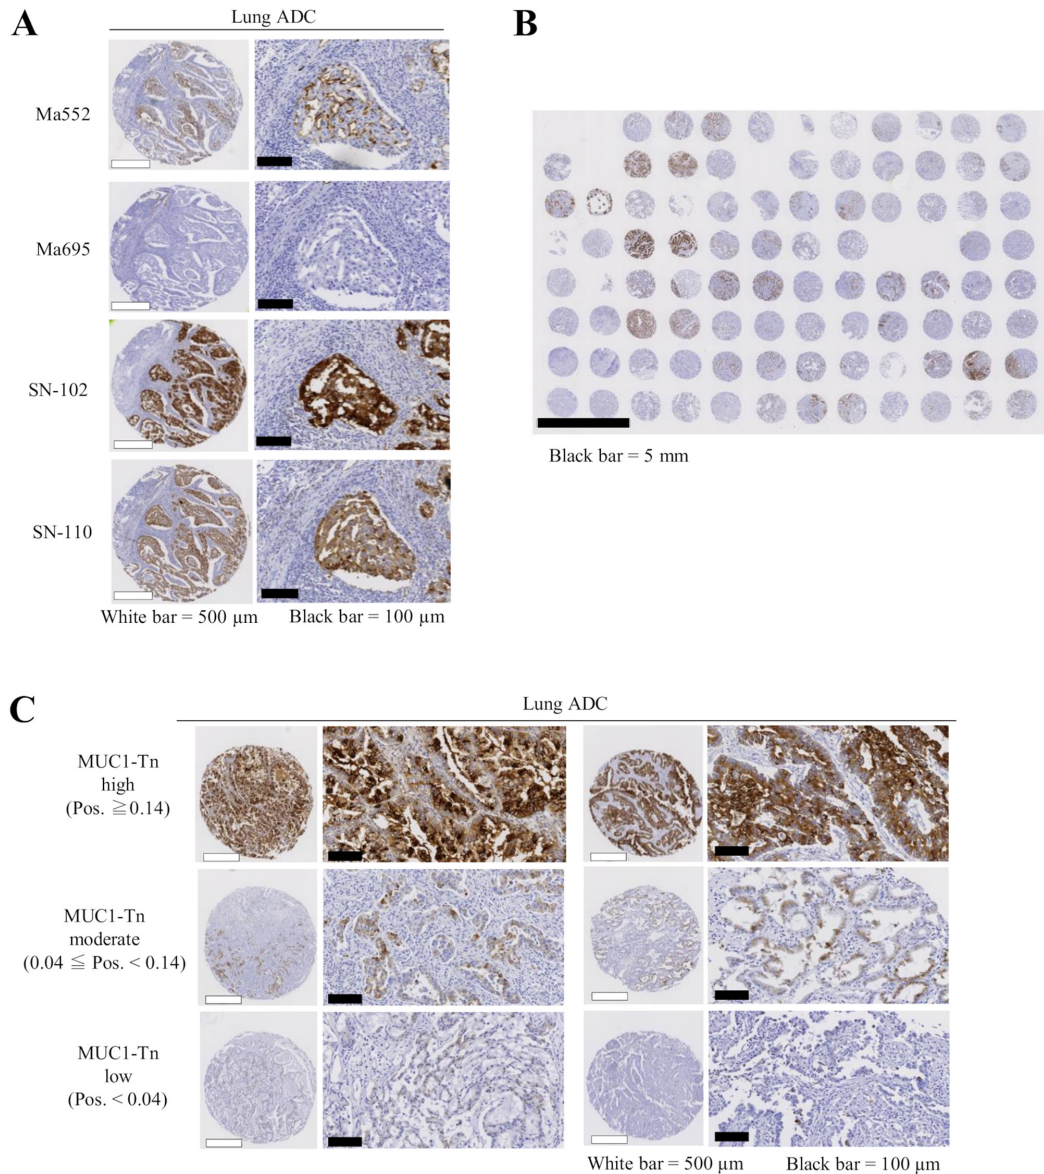 A
Lung ADC
Ma552
Ma695
SN-102
SN-110
White bar = 500 µm
Black bar = 100 µm
B
Black bar = 5 mm
C
Lung ADC
MUC1-Tn
high
(Pos. ≧0.14)
MUC1-Tn
moderate
(0.04 ≦ Pos. < 0.14)
MUC1-Tn
low
(Pos. < 0.04)
White bar = 500 µm
Black bar = 100 µm